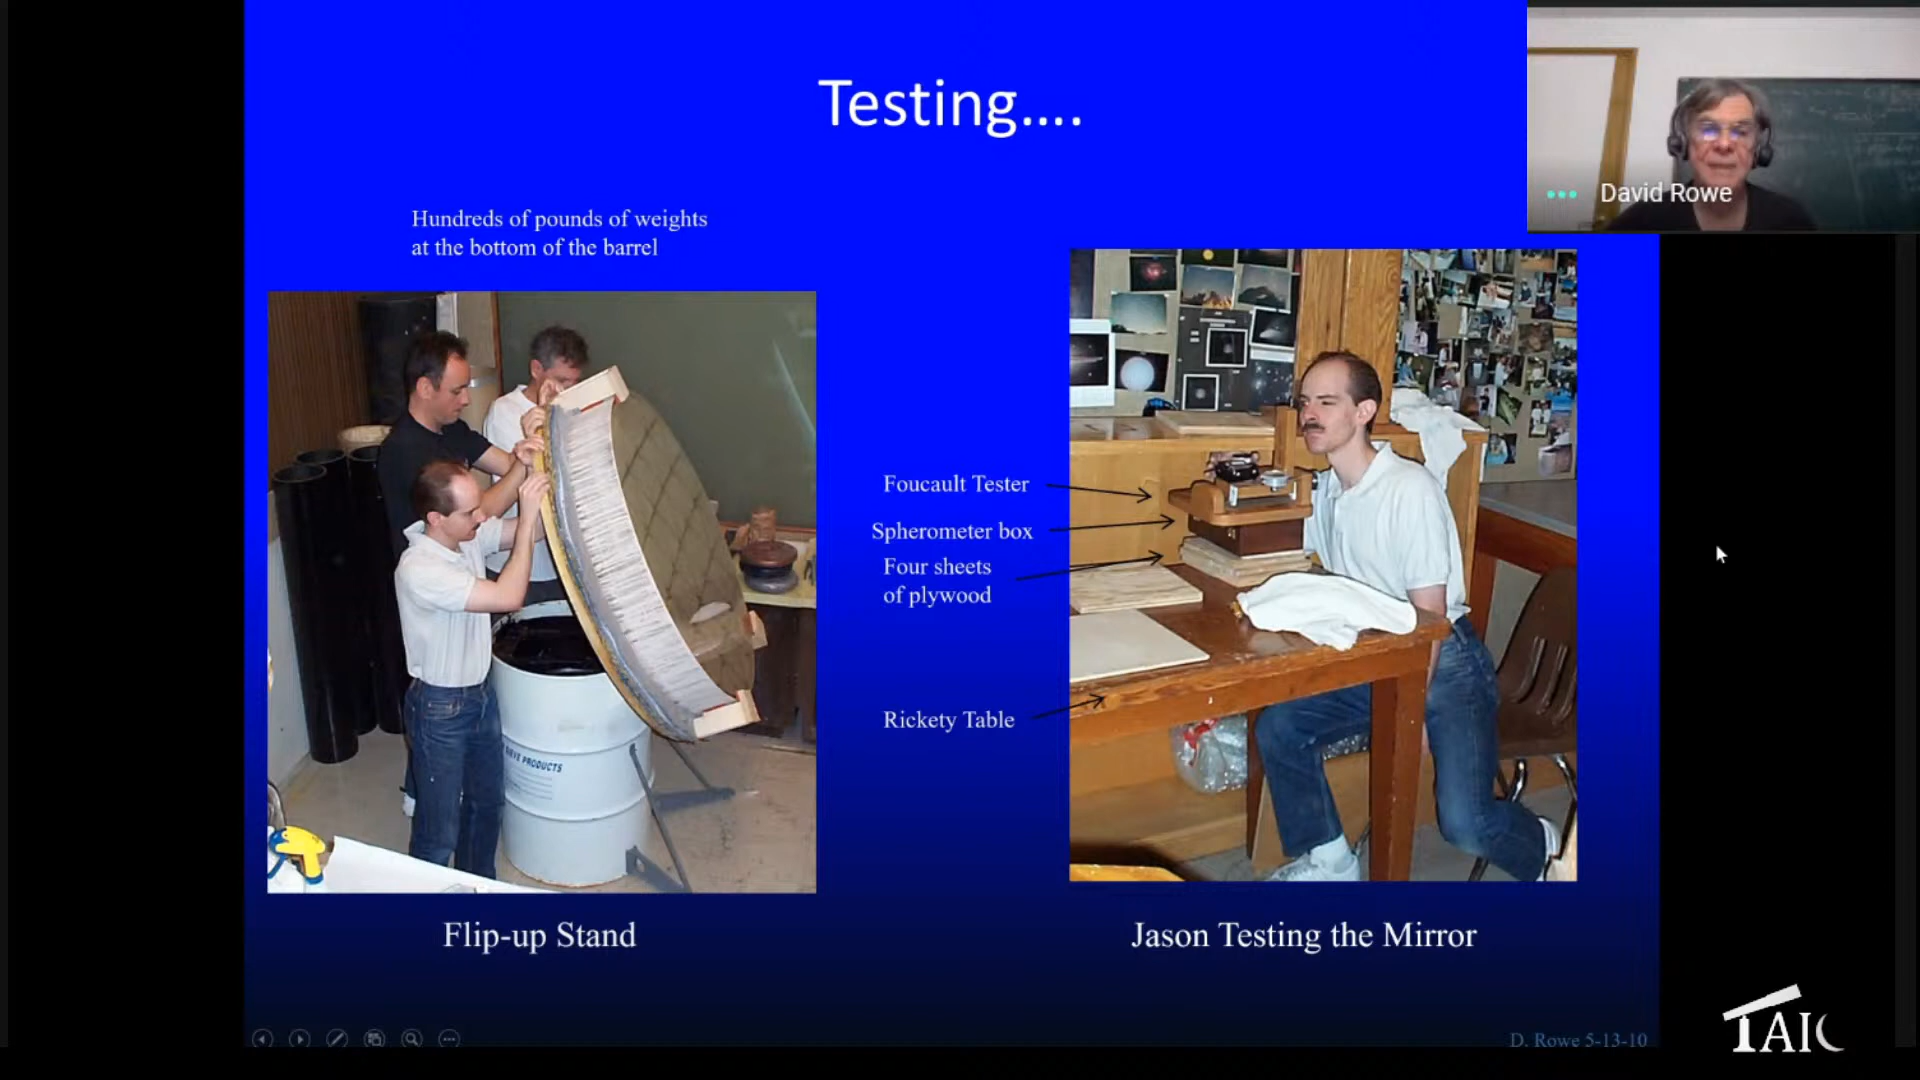 Testing....
David Rowe
Hundreds of pounds of weights
at the bottom of the barrel
Foucault Tester
Spherometer box
Four sheets
of plywood
Rickety Table
PRODUCTS
Flip-up Stand
Jason Testing the Mirror
D. Rowe 5-13-10
TAIC